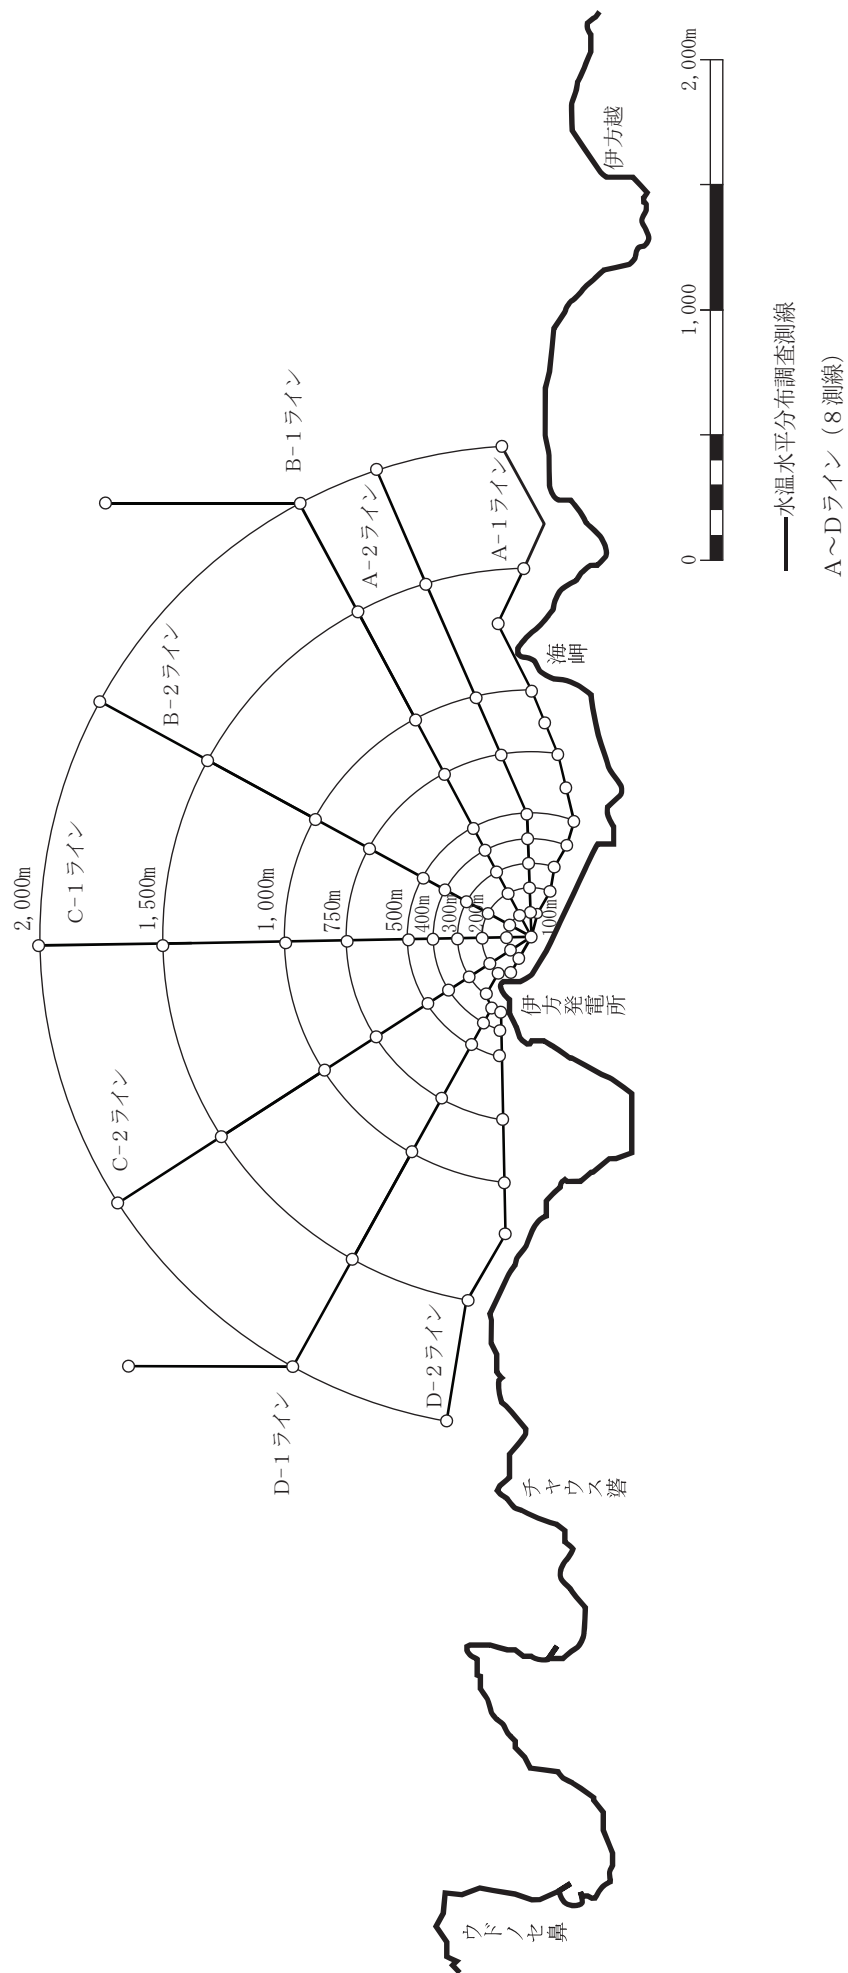 2,000m
C-1ライン
1,500m
1,000m
750m
500m
400m
300m
200m
100m
B-2ライン
B-1ライン
A-2ライン
A-1ライン
C-2ライン
D-1ライン
D-2ライン
ウドノセ鼻
チャウス碆
伊方発電所
海岬
伊方越
0
1,000
2,000m
水温水平分布調査測線
A～Dライン（8測線）